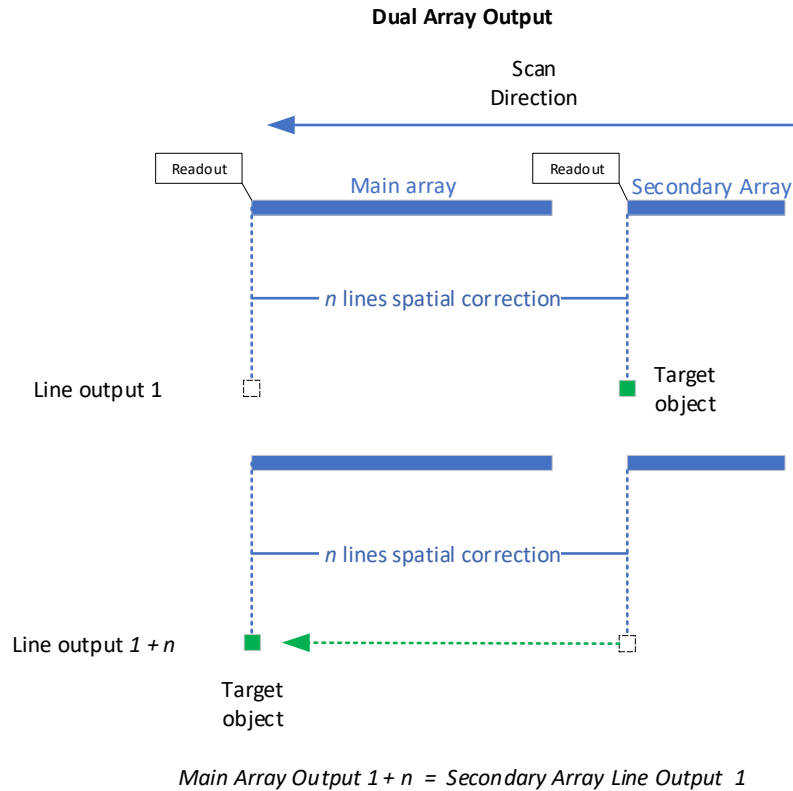 Dual Array Output
Scan
Direction
Readout
Readout
Main array
Secondary Array
n lines spatial correction
Line output 1
Target
object
n lines spatial correction
Line output 1 + n
Target
object
Main Array Output 1 + n = Secondary Array Line Output 1